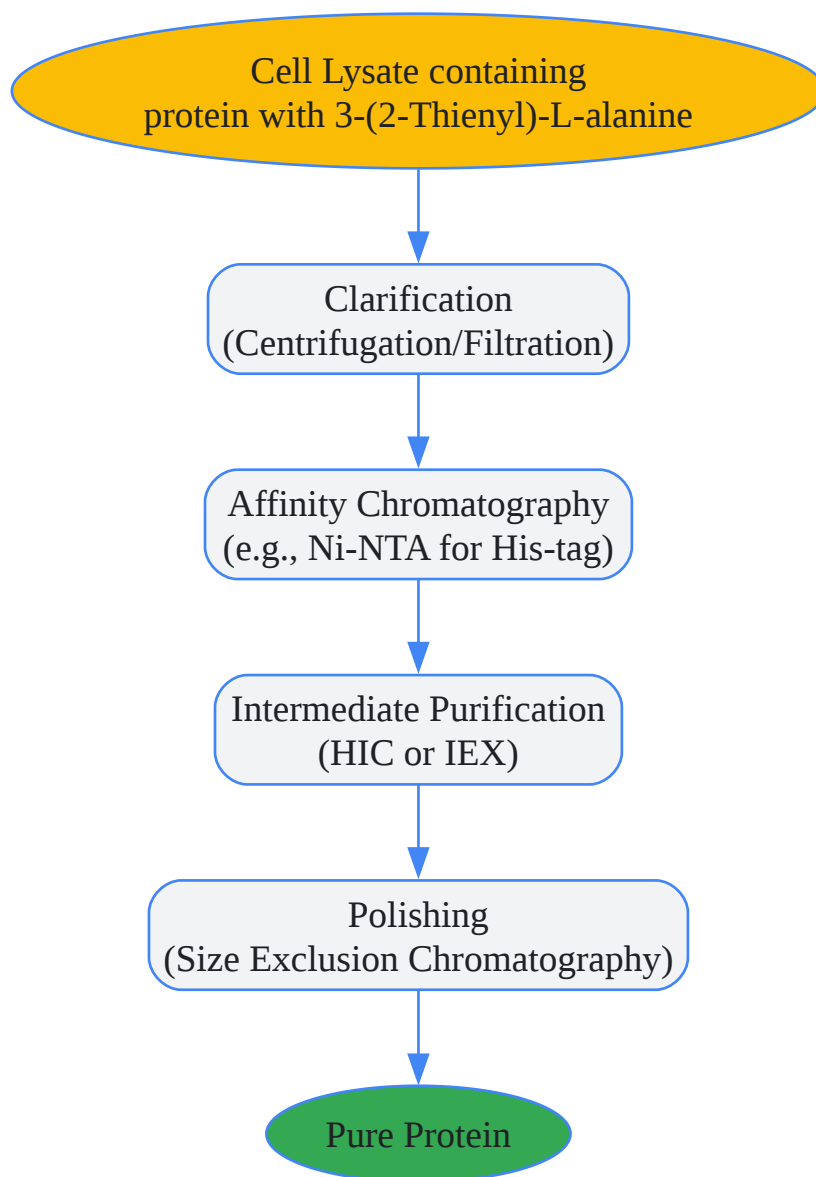 Cell Lysate containing
protein with 3-(2-Thienyl)-L-alanine
Clarification
(Centrifugation/Filtration)
Affinity Chromatography
(e.g., Ni-NTA for His-tag)
Intermediate Purification
(HIC or IEX)
Polishing
(Size Exclusion Chromatography)
Pure Protein